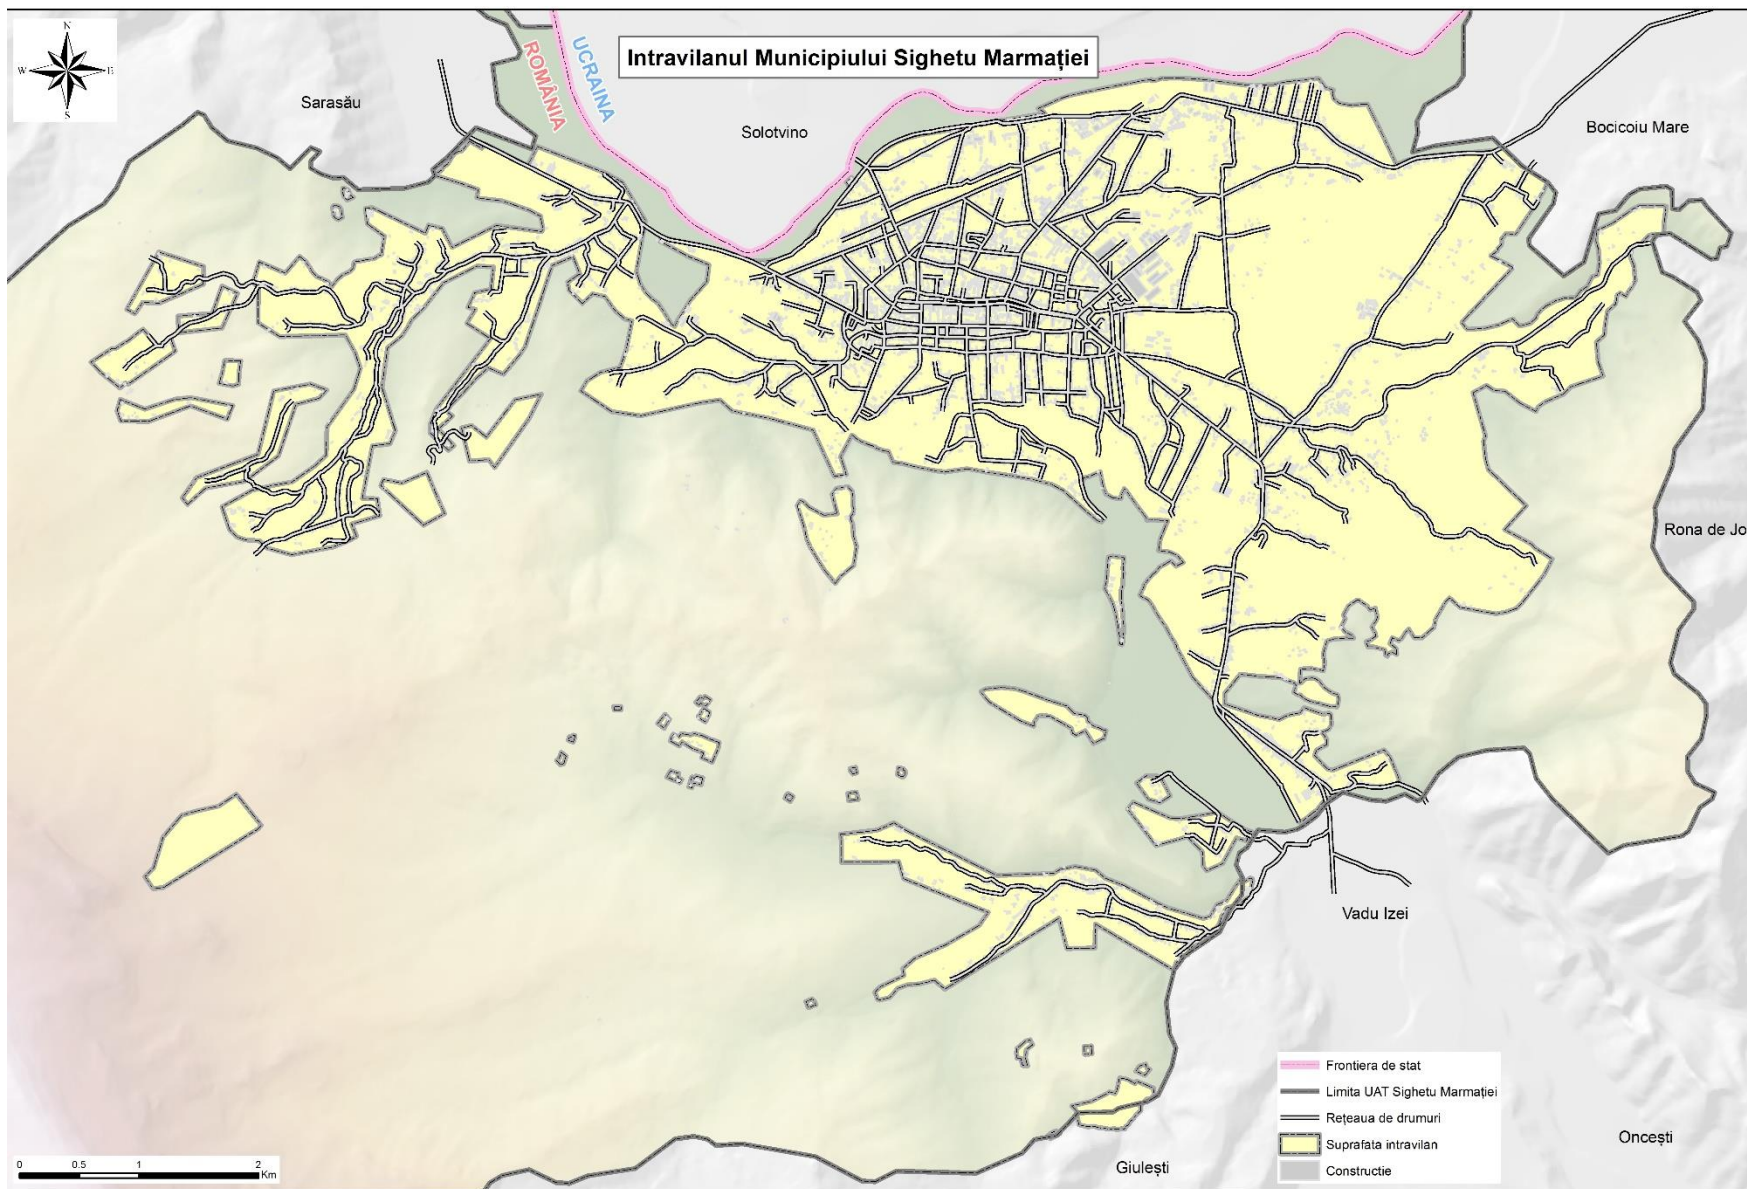 N
W
E
S
Intravilanul Municipiului Sighetu Marmației
ROMÂNIA
UCRAINA
Sarasău
Solotvino
Bocicoiu Mare
Rona de Jo
Vadu Izei
Giulești
Oncești
Frontiera de stat
Limita UAT Sighetu Marmației
Rețeaua de drumuri
Suprafata intravilan
Constructie
0 0.5 1 2
Km